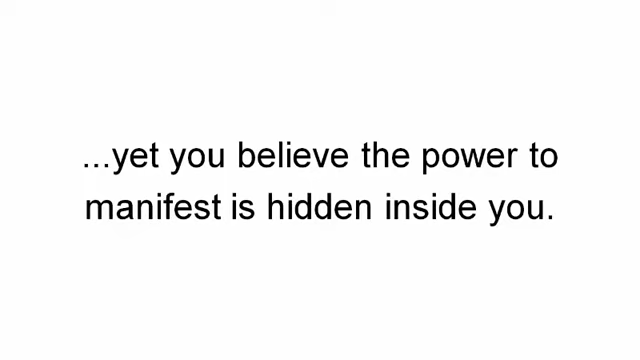 ...yet you believe the power to
manifest is hidden inside you.